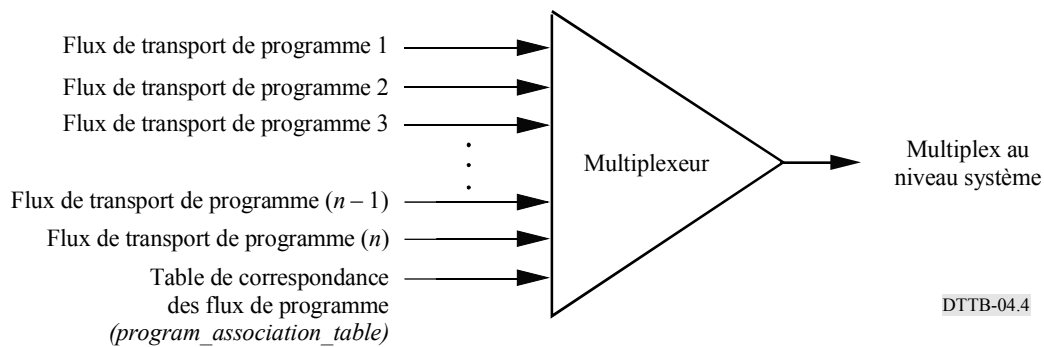 Flux de transport de programme 1
Flux de transport de programme 2
Flux de transport de programme 3
Multiplexeur
Multiplex au
niveau système
Flux de transport de programme (n – 1)
Flux de transport de programme (n)
Table de correspondance
des flux de programme
(program_association_table)
DTTB-04.4